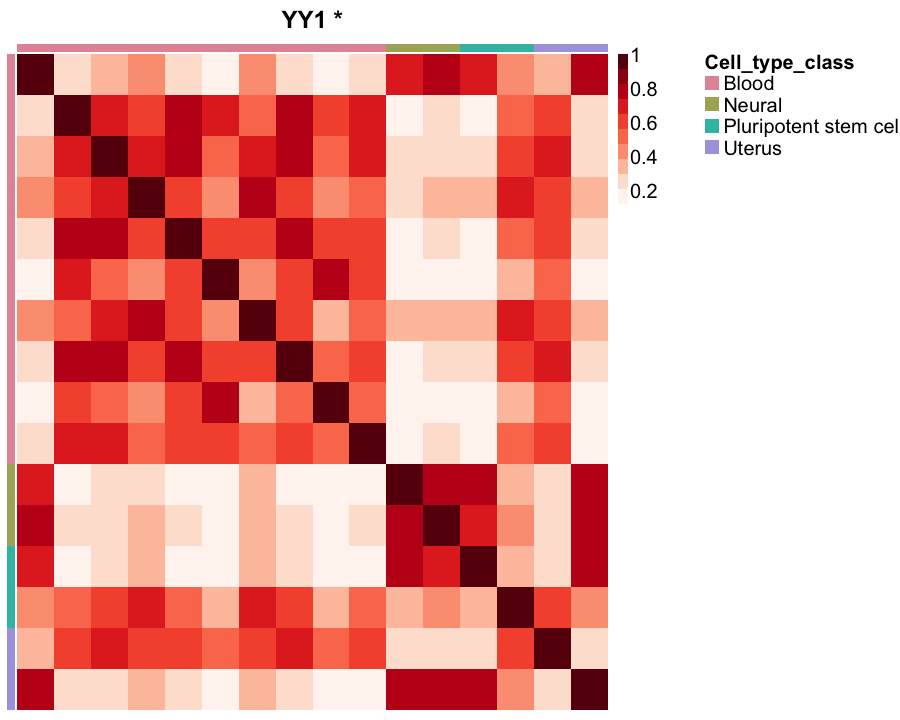 YY1 *
1
0.8
0.6
0.4
0.2
Cell_type_class
Blood
Neural
Pluripotent stem cel
Uterus